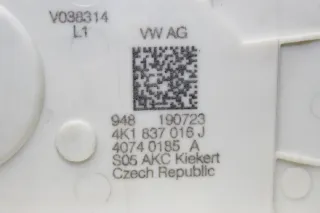 V038314
L1
VW AG
948 190723
4K1 837 016 J
4074 0185 A
S05 AKC Kiekert
Czech Republic